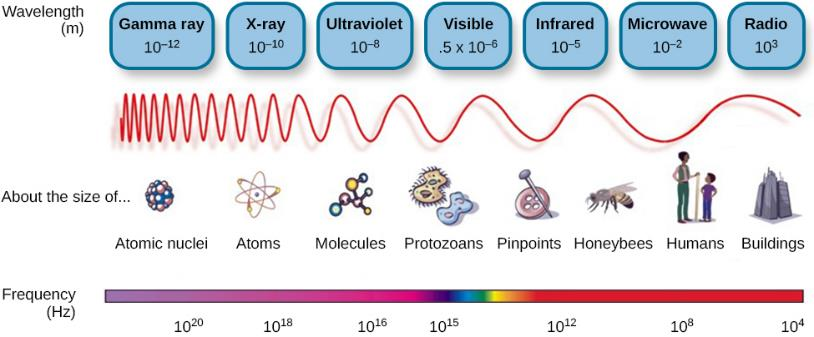 Wavelength
(m)
Gamma ray
10⁻¹²
X-ray
10⁻¹⁰
Ultraviolet
10⁻⁸
Visible
.5 x 10⁻⁶
Infrared
10⁻⁵
Microwave
10⁻²
Radio
10³
About the size of...
Atomic nuclei
Atoms
Molecules
Protozoans
Pinpoints
Honeybees
Humans
Buildings
Frequency
(Hz)
10²⁰
10¹⁸
10¹⁶
10¹⁵
10¹²
10⁸
10⁴